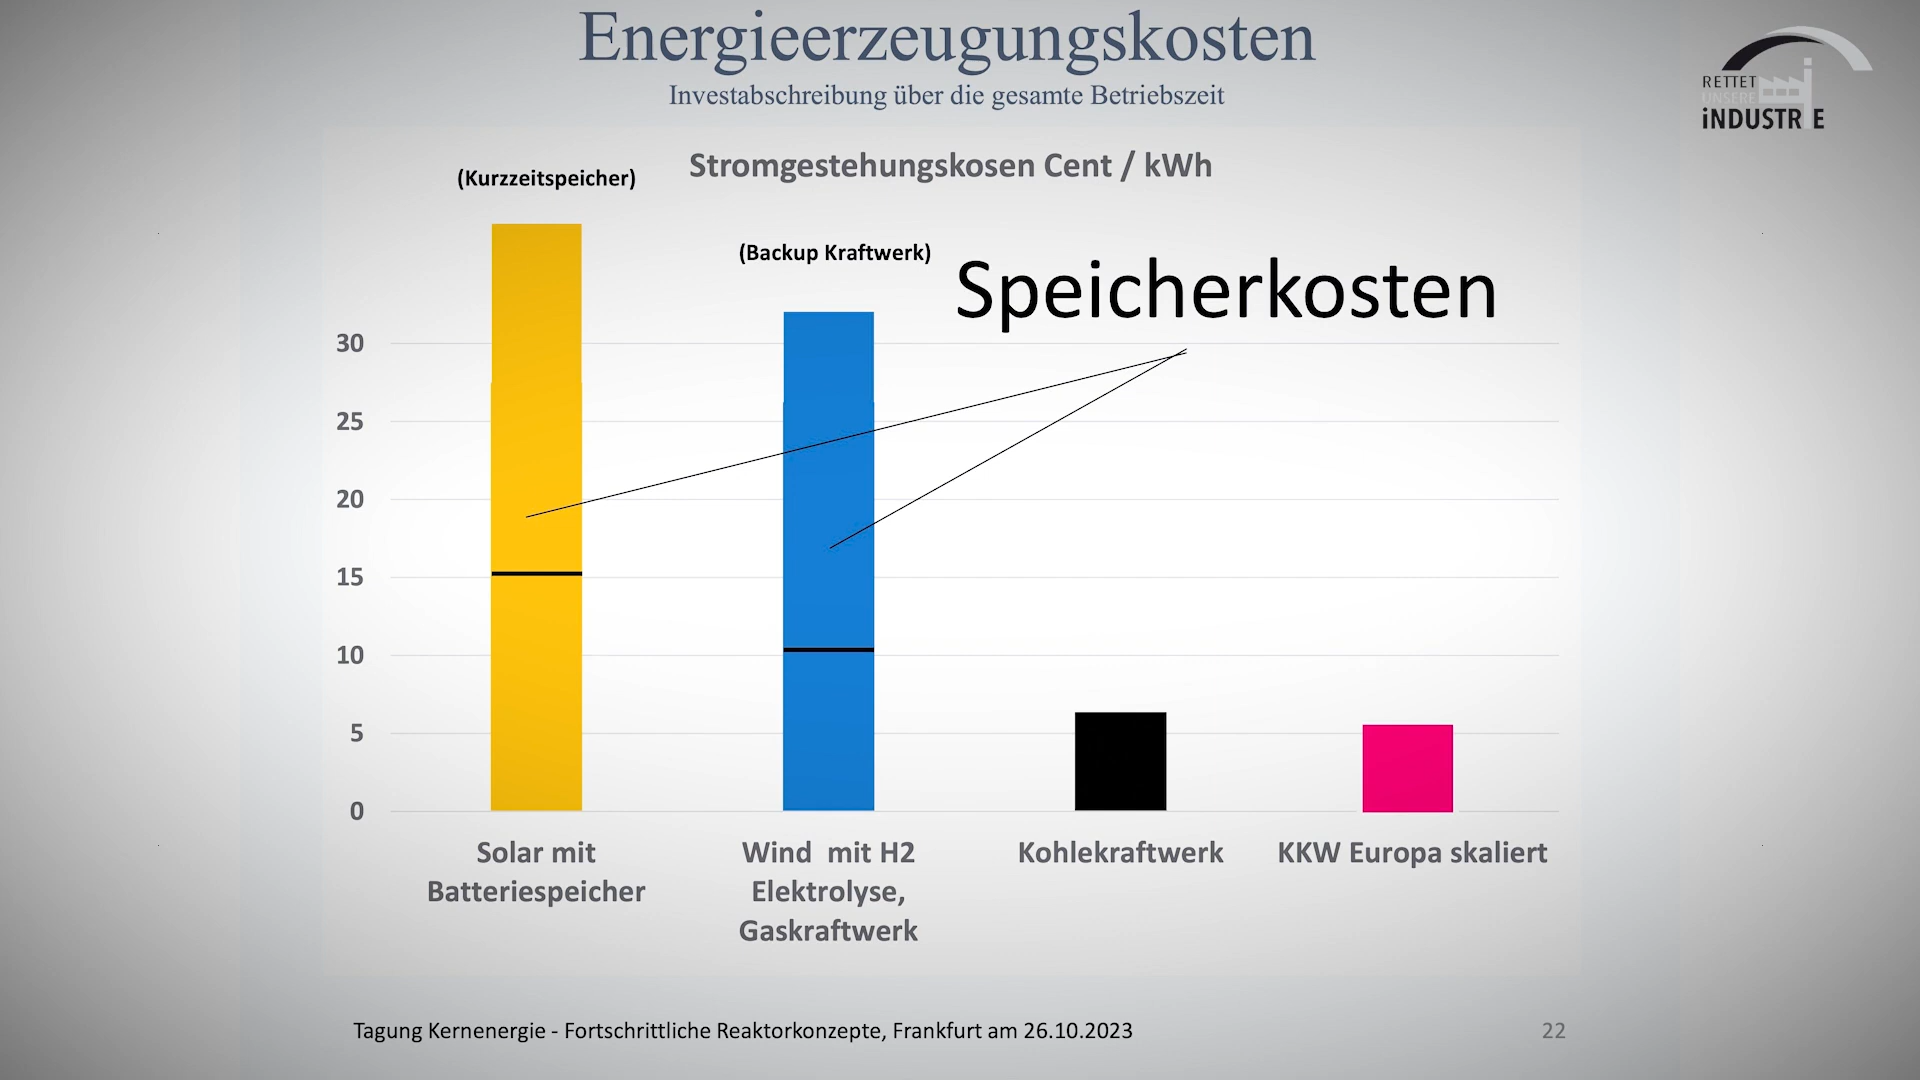 Energieerzeugungskosten
Investabschreibung über die gesamte Betriebszeit
RETTET
UNSERE
iNDUSTRiE
Stromgestehungskosen Cent / kWh
(Kurzzeitspeicher)
(Backup Kraftwerk)
Speicherkosten
30
25
20
15
10
5
0
Solar mit
Batteriespeicher
Wind mit H2
Elektrolyse,
Gaskraftwerk
Kohlekraftwerk
KKW Europa skaliert
Tagung Kernenergie - Fortschrittliche Reaktorkonzepte, Frankfurt am 26.10.2023
22